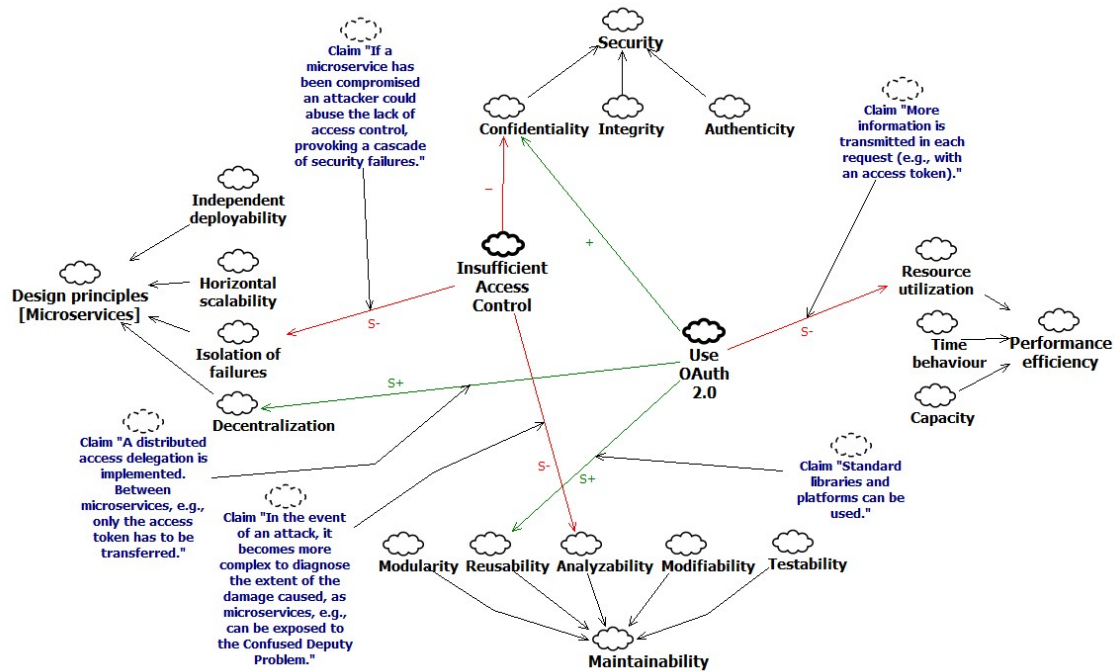 Security
Claim "If a
microservice has
been compromised
an attacker could
abuse the lack of
access control,
provoking a cascade
of security failures."
Confidentiality
Integrity
Authenticity
Claim "More
information is
transmitted in each
request (e.g., with
an access token)."
Independent
deployability
–
+
Insufficient
Access
Control
Resource
utilization
Design principles
[Microservices]
Horizontal
scalability
S-
S-
Isolation of
failures
Use
OAuth
2.0
Time
behaviour
Performance
efficiency
S+
Decentralization
Capacity
Claim "A distributed
access delegation is
implemented.
Between
microservices, e.g.,
only the access
token has to be
transferred."
S-
S+
Claim "Standard
libraries and
platforms can be
used."
Claim "In the event
of an attack, it
becomes more
complex to diagnose
the extent of the
damage caused, as
microservices, e.g.,
can be exposed to
the Confused Deputy
Problem."
Modularity
Reusability
Analyzability
Modifiability
Testability
Maintainability